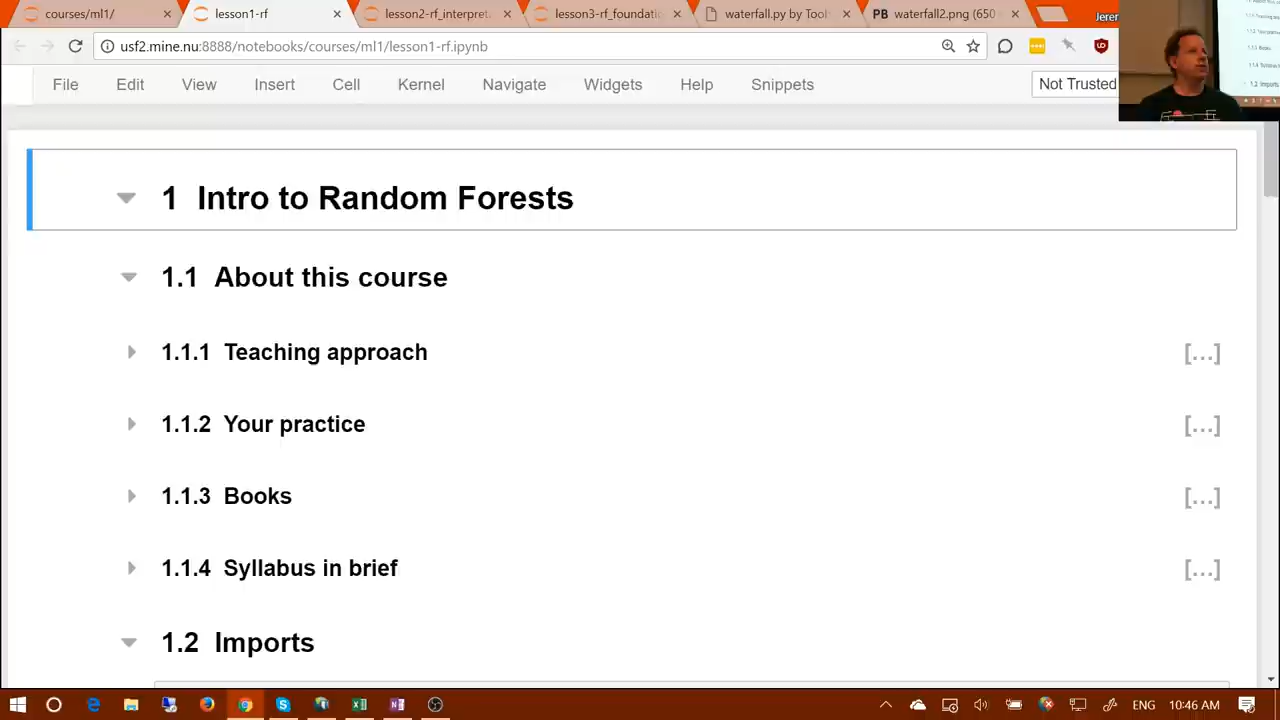 courses/ml1/
lesson1-rf
lesson2-rf_interpret
lesson3-rf_foundati
waterfall.py by To
PB waterfall2.pn
Jerem
usf2.mine.nu:8888/notebooks/courses/ml1/lesson1-rf.ipynb
File Edit View Insert Cell Kernel Navigate Widgets Help Snippets
Not Trusted
1 Intro to Random Forests
1.1 About this course
1.1.1 Teaching approach [...]
1.1.2 Your practice [...]
1.1.3 Books [...]
1.1.4 Syllabus in brief [...]
1.2 Imports
ENG 10:46 AM